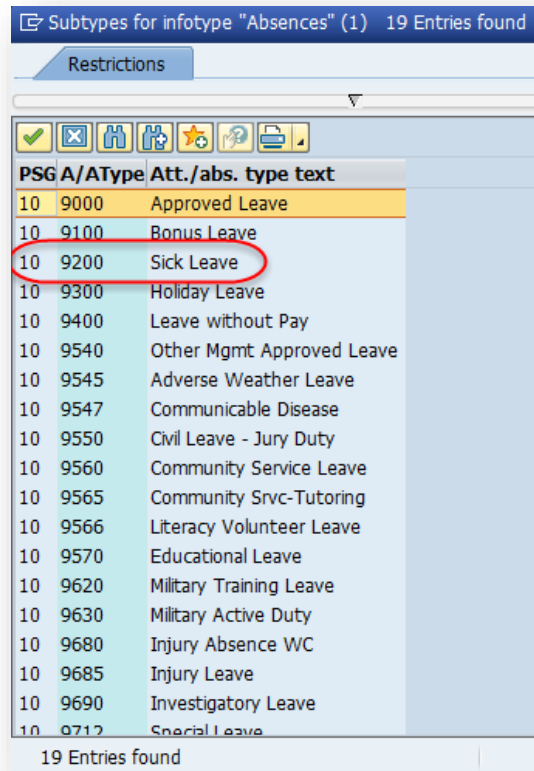 Subtypes for infotype "Absences" (1) 19 Entries found
Restrictions
PSG A/AType Att./abs. type text
10 9000 Approved Leave
10 9100 Bonus Leave
10 9200 Sick Leave
10 9300 Holiday Leave
10 9400 Leave without Pay
10 9540 Other Mgmt Approved Leave
10 9545 Adverse Weather Leave
10 9547 Communicable Disease
10 9550 Civil Leave - Jury Duty
10 9560 Community Service Leave
10 9565 Community Srvc-Tutoring
10 9566 Literacy Volunteer Leave
10 9570 Educational Leave
10 9620 Military Training Leave
10 9630 Military Active Duty
10 9680 Injury Absence WC
10 9685 Injury Leave
10 9690 Investigatory Leave
10 9712 Special Leave
19 Entries found